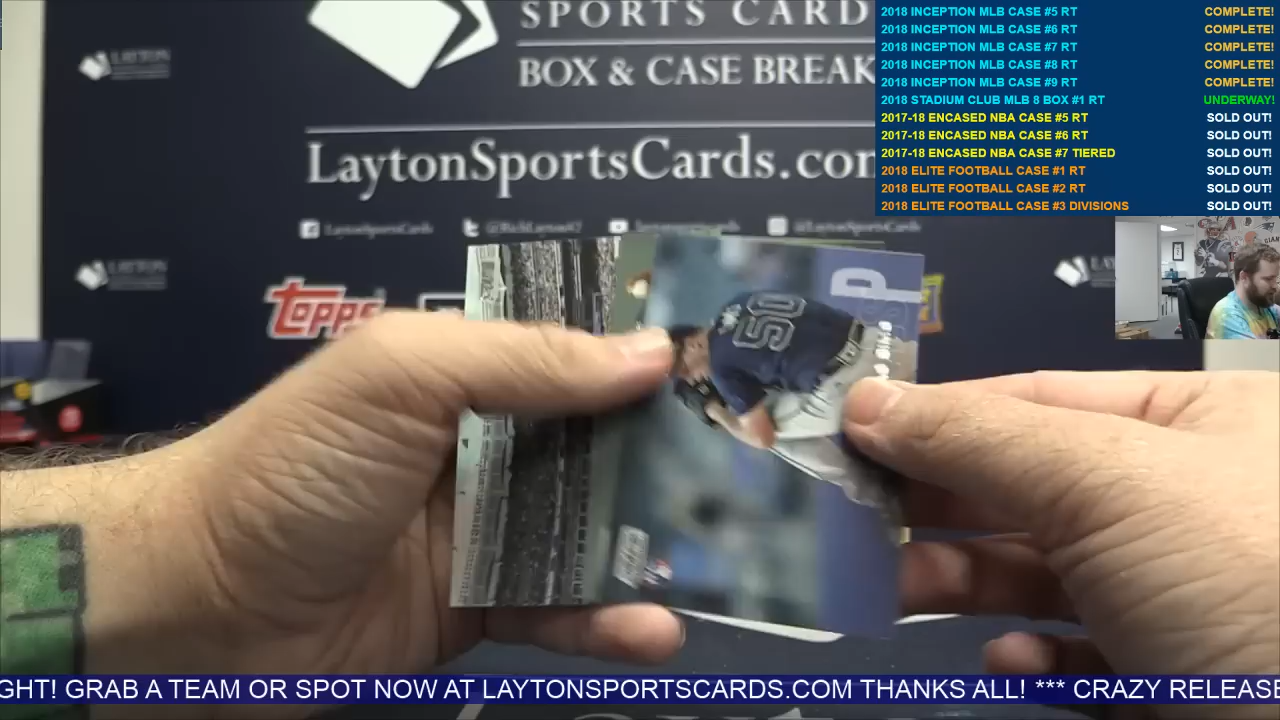 SPORTS CARD
BOX & CASE BREAK
LaytonSportsCards.com
LaytonSportsCards
LAYTON
TOPPS
50
2018 INCEPTION MLB CASE #5 RT COMPLETE!
2018 INCEPTION MLB CASE #6 RT COMPLETE!
2018 INCEPTION MLB CASE #7 RT COMPLETE!
2018 INCEPTION MLB CASE #8 RT COMPLETE!
2018 INCEPTION MLB CASE #9 RT COMPLETE!
2018 STADIUM CLUB MLB 8 BOX #1 RT UNDERWAY!
2017-18 ENCASED NBA CASE #5 RT SOLD OUT!
2017-18 ENCASED NBA CASE #6 RT SOLD OUT!
2017-18 ENCASED NBA CASE #7 TIERED SOLD OUT!
2018 ELITE FOOTBALL CASE #1 RT SOLD OUT!
2018 ELITE FOOTBALL CASE #2 RT SOLD OUT!
2018 ELITE FOOTBALL CASE #3 DIVISIONS SOLD OUT!
GHT! GRAB A TEAM OR SPOT NOW AT LAYTONSPORTSCARDS.COM THANKS ALL! *** CRAZY RELEASE